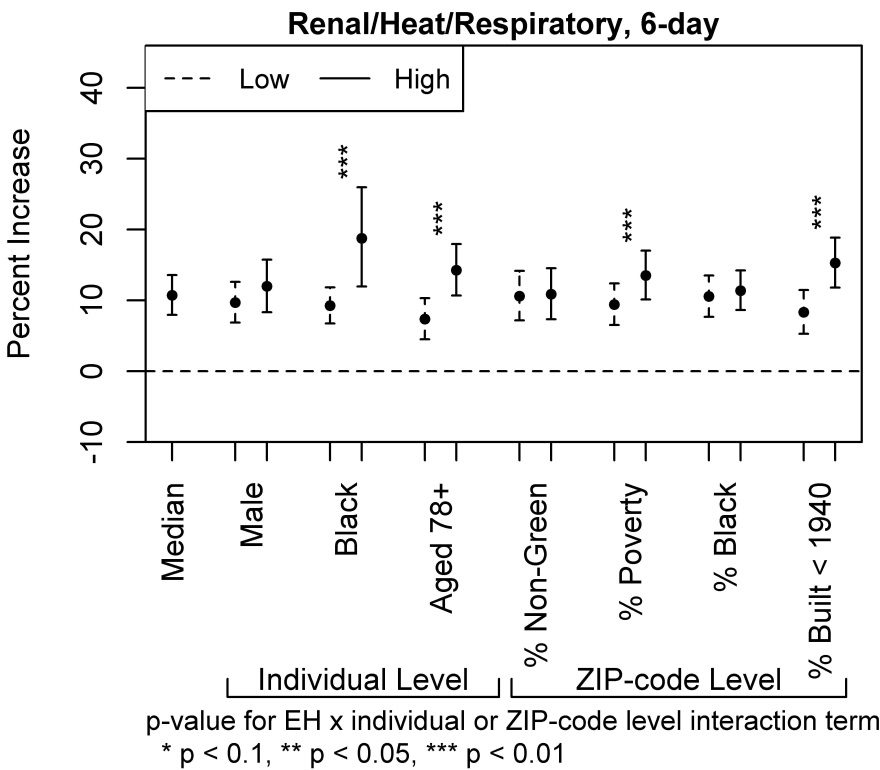 Renal/Heat/Respiratory, 6-day
Low High
Percent Increase
40
30
20
10
0
-10
***
***
***
***
Median
Male
Black
Aged 78+
% Non-Green
% Poverty
% Black
% Built < 1940
Individual Level ZIP-code Level
p-value for EH x individual or ZIP-code level interaction term
* p < 0.1, ** p < 0.05, *** p < 0.01